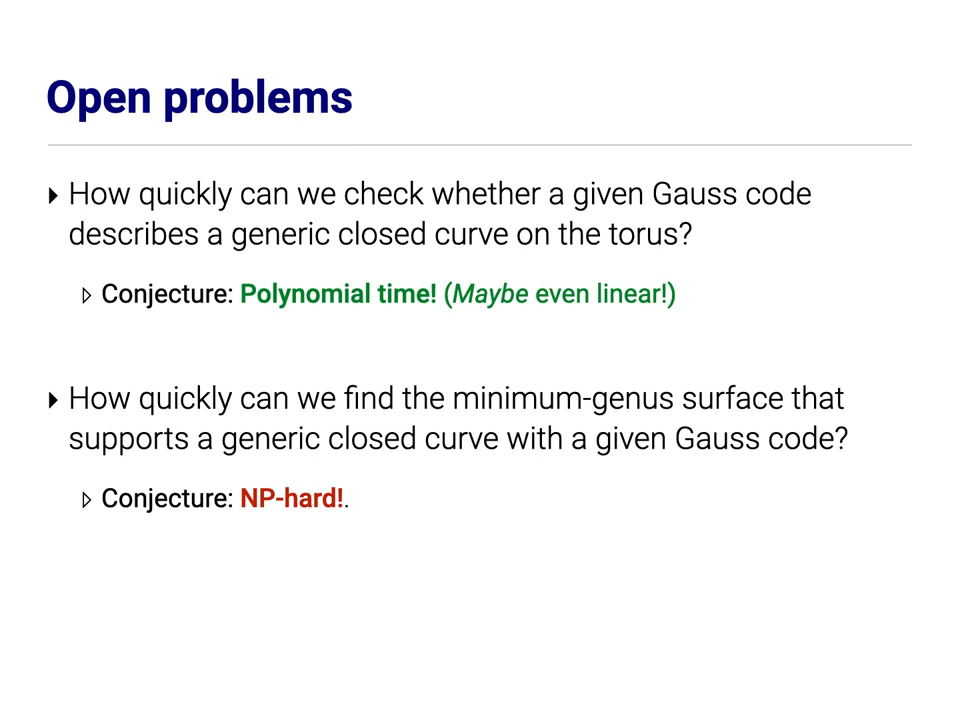 Open problems
▸ How quickly can we check whether a given Gauss code
describes a generic closed curve on the torus?
▹ Conjecture: Polynomial time! (Maybe even linear!)
▸ How quickly can we find the minimum-genus surface that
supports a generic closed curve with a given Gauss code?
▹ Conjecture: NP-hard!.